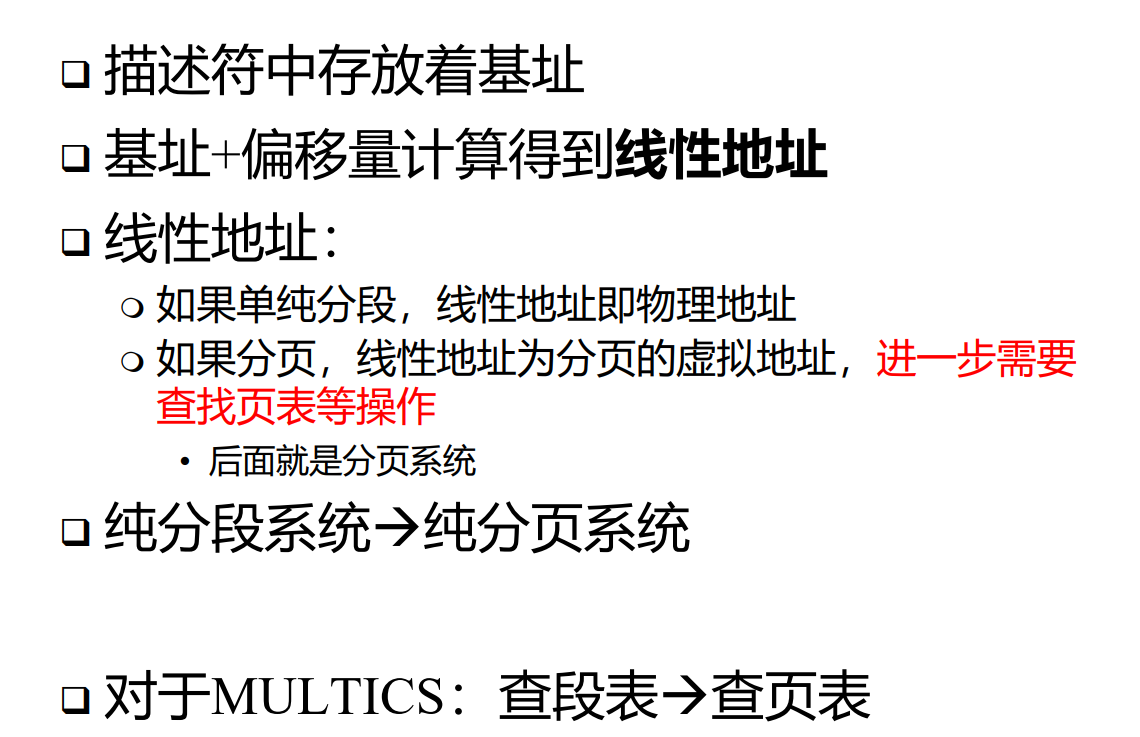 ❑ 描述符中存放着基址
❑ 基址+偏移量计算得到线性地址
❑ 线性地址：
❍ 如果单纯分段，线性地址即物理地址
❍ 如果分页，线性地址为分页的虚拟地址，进一步需要
查找页表等操作
• 后面就是分页系统
❑ 纯分段系统→纯分页系统
❑ 对于MULTICS：查段表→查页表